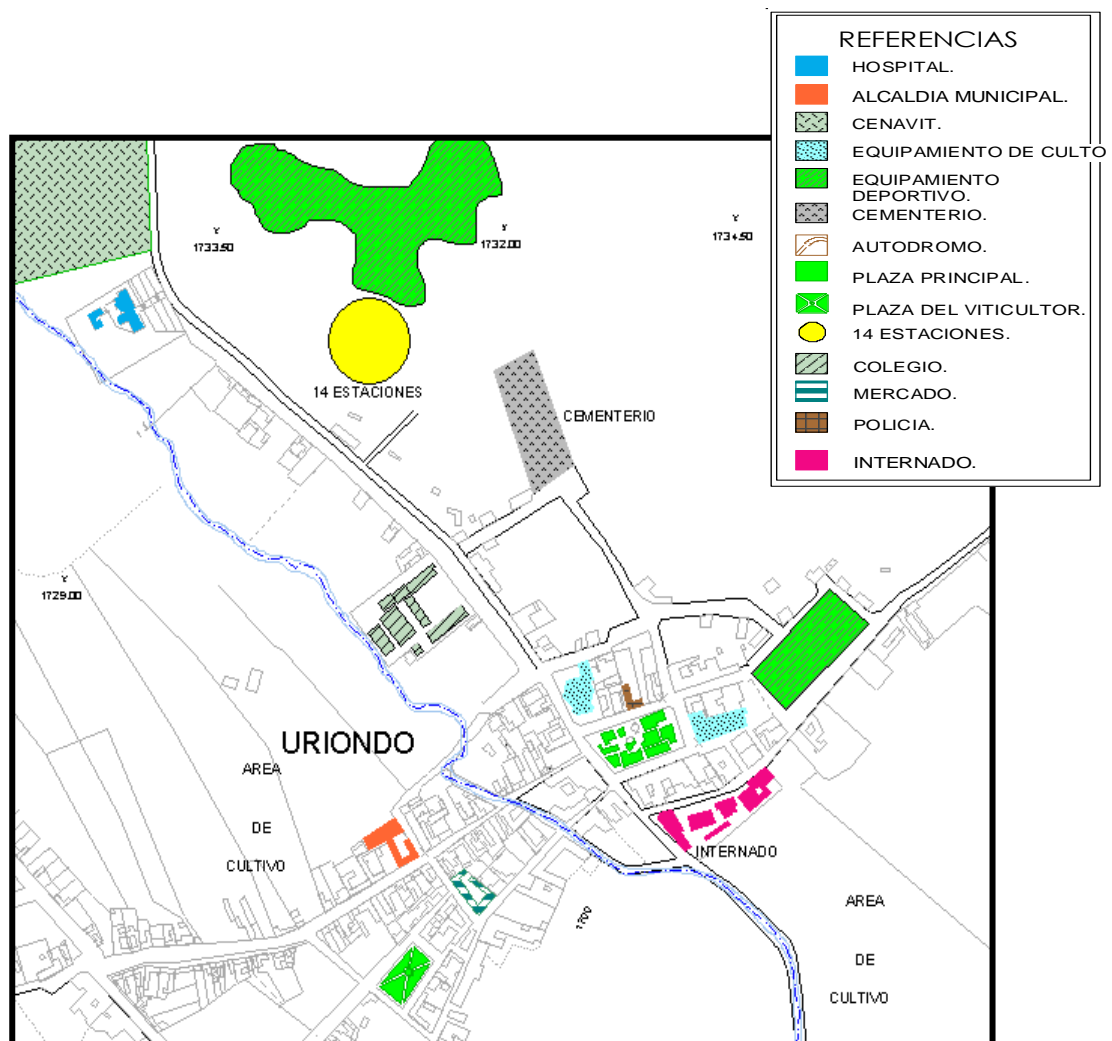 REFERENCIAS
HOSPITAL.
ALCALDIA MUNICIPAL.
CENAVIT.
EQUIPAMIENTO DE CULTO
EQUIPAMIENTO
DEPORTIVO.
CEMENTERIO.
AUTODROMO.
PLAZA PRINCIPAL.
PLAZA DEL VITICULTOR.
14 ESTACIONES.
COLEGIO.
MERCADO.
POLICIA.
INTERNADO.
Y
1733.50
Y
1732.00
Y
1734.50
14 ESTACIONES
CEMENTERIO
Y
1729.00
URIONDO
AREA
DE
CULTIVO
INTERNADO
1700
AREA
DE
CULTIVO